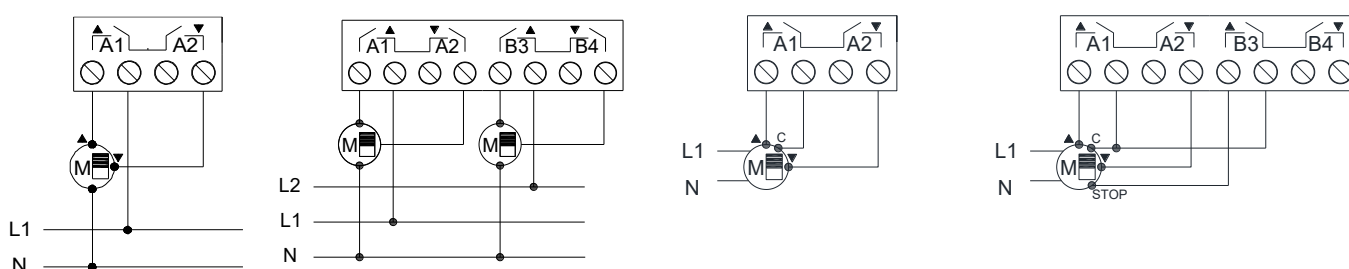 ▲ A1 A2 ▼
M ▲ ▼
L1
N
A1 ▲ ▼ A2 B3 ▲ ▼ B4
M M
L2
L1
N
▲ A1 A2 ▼
▲ C
L1 M ▼
N
▲ A1 A2 ▼ ▲ B3 B4 ▼
▲ C
L1 M ▼
N
STOP